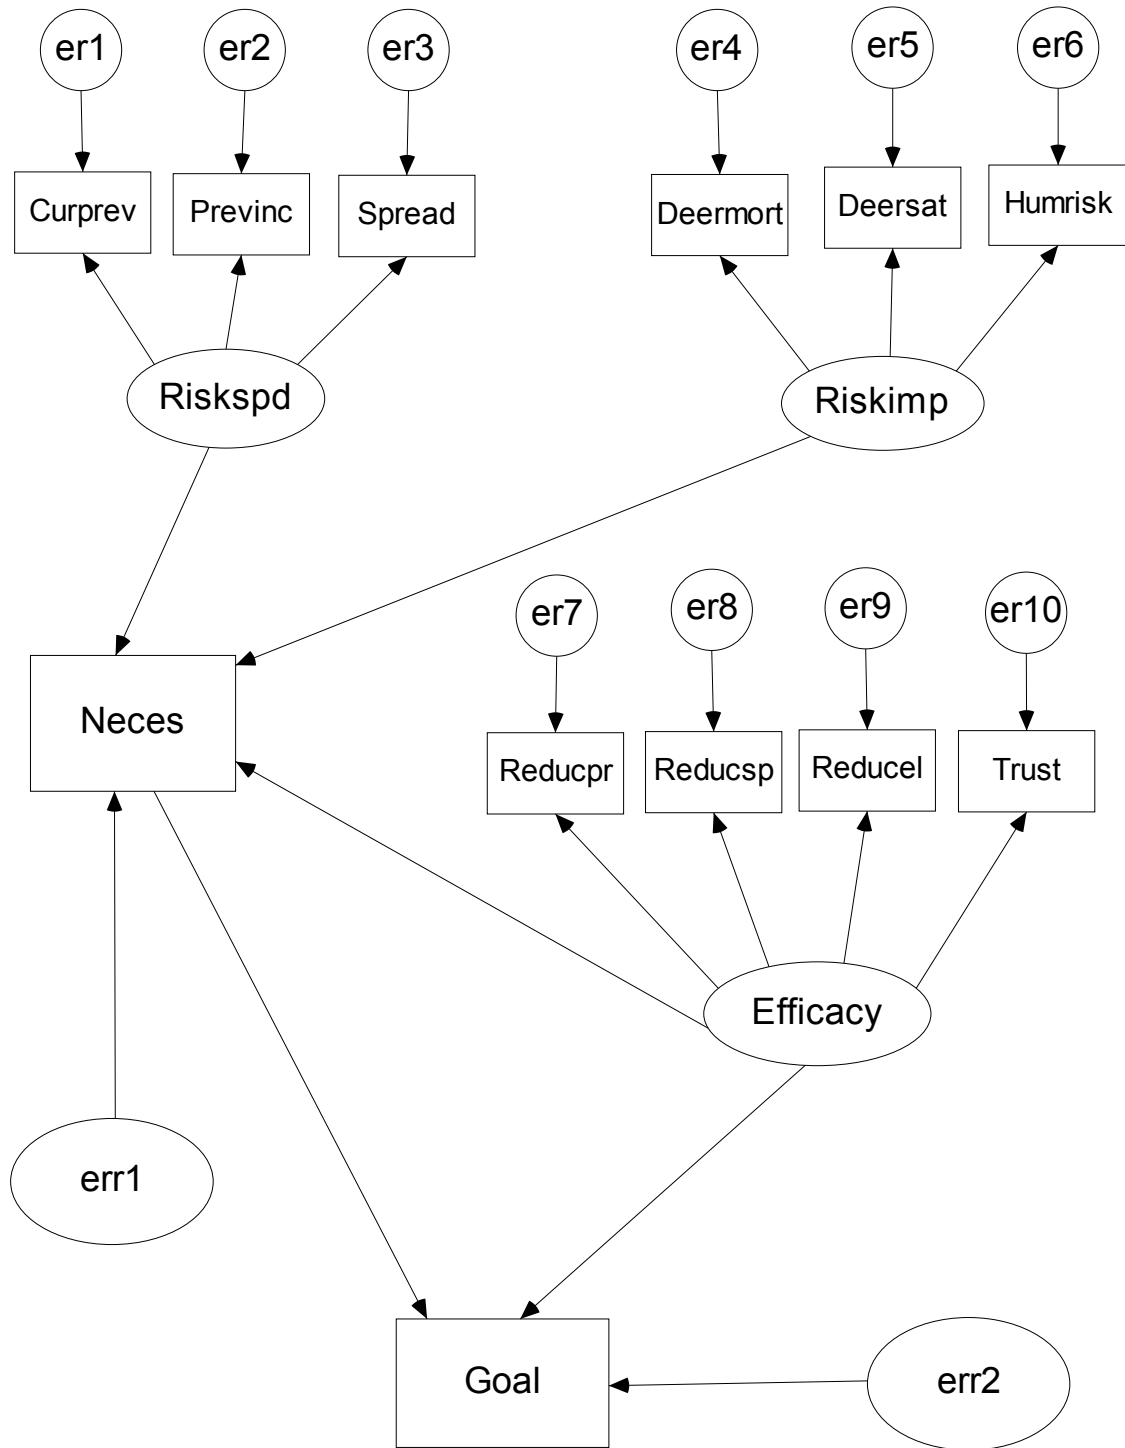 er1
er2
er3
er4
er5
er6
Curprev
Previnc
Spread
Deermort
Deersat
Humrisk
Riskspd
Riskimp
er7
er8
er9
er10
Neces
Reducpr
Reducsp
Reducel
Trust
Efficacy
err1
Goal
err2